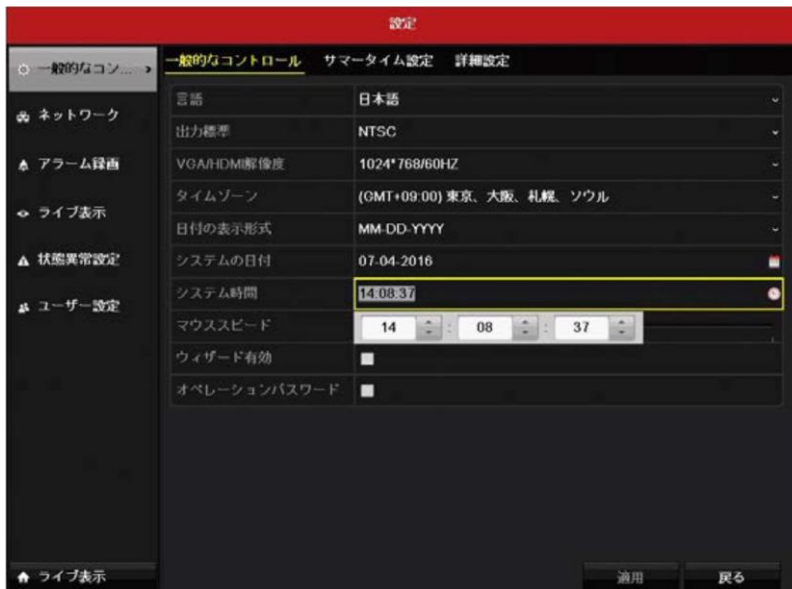 設定
一般的なコン...
ネットワーク
アラーム録画
ライブ表示
状態異常設定
ユーザー設定
ライブ表示
一般的なコントロール サマータイム設定 詳細設定
言語 日本語
出力標準 NTSC
VGA/HDMI解像度 1024*768/60HZ
タイムゾーン (GMT+09:00) 東京、大阪、札幌、ソウル
日付の表示形式 MM-DD-YYYY
システムの日付 07-04-2016
システム時間 14:08:37
マウススピード 14 : 08 : 37
ウィザード有効
オペレーションパスワード
適用 戻る